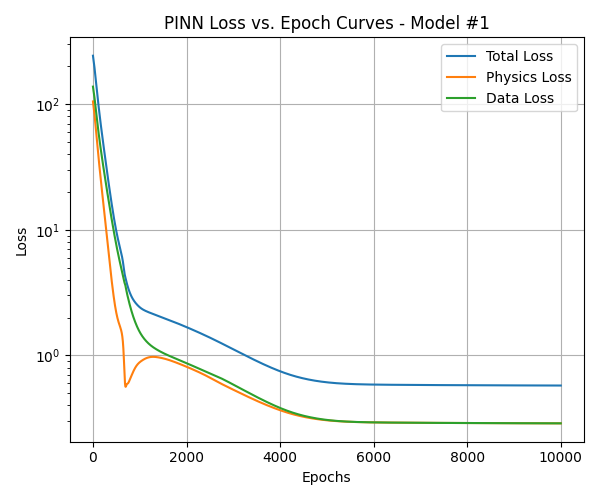 PINN Loss vs. Epoch Curves - Model #1
Total Loss
Physics Loss
Data Loss
10²
10¹
10⁰
Loss
0 2000 4000 6000 8000 10000
Epochs